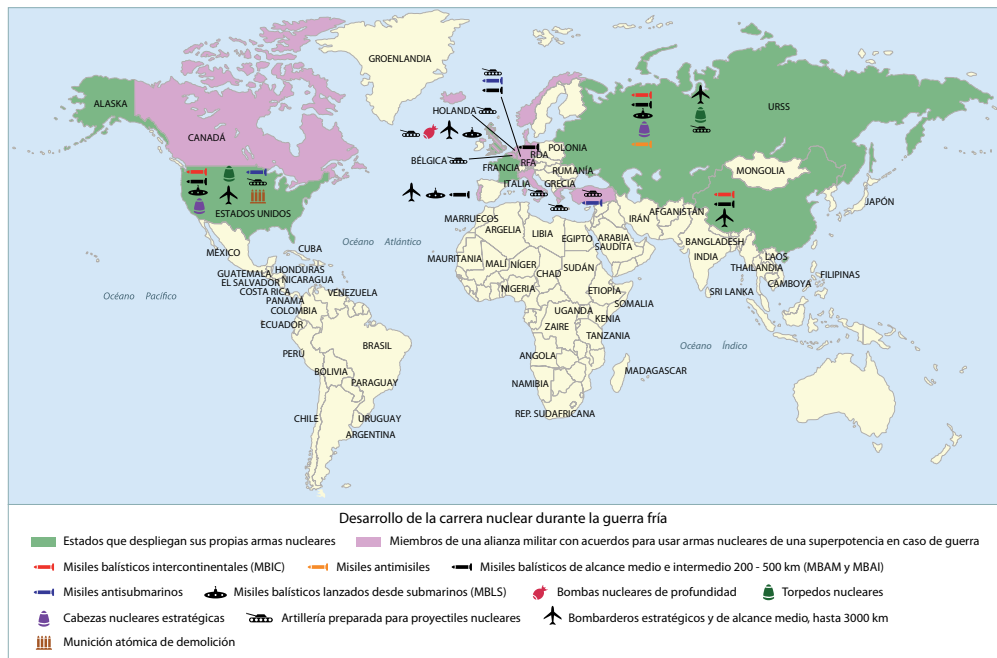 GROENLANDIA
ALASKA
URSS
HOLANDA
CANADÁ
POLONIA
RDA
BÉLGICA
RFA
FRANCIA
RUMANÍA
MONGOLIA
ITALIA
GRECIA
JAPÓN
ESTADOS UNIDOS
MARRUECOS
IRÁN
AFGANISTÁN
ARGELIA
LIBIA
EGIPTO
ARABIA
SAUDITA
BANGLADESH
Océano Atlántico
CUBA
MÉXICO
INDIA
LAOS
MAURITANIA
MALÍ
NÍGER
SUDÁN
THAILANDIA
CHAD
FILIPINAS
HONDURAS
GUATEMALA
NICARAGUA
EL SALVADOR
CAMBOYA
NIGERIA
ETIOPÍA
SRI LANKA
COSTA RICA
VENEZUELA
Océano Pacífico
PANAMÁ
SOMALIA
COLOMBIA
UGANDA
KENIA
ECUADOR
ZAIRE
TANZANIA
BRASIL
Océano Índico
PERÚ
ANGOLA
BOLIVIA
MADAGASCAR
PARAGUAY
NAMIBIA
REP. SUDAFRICANA
CHILE
URUGUAY
ARGENTINA
Desarrollo de la carrera nuclear durante la guerra fría
Estados que despliegan sus propias armas nucleares
Miembros de una alianza militar con acuerdos para usar armas nucleares de una superpotencia en caso de guerra
Misiles balísticos intercontinentales (MBIC)
Misiles antimisiles
Misiles balísticos de alcance medio e intermedio 200 - 500 km (MBAM y MBAI)
Misiles antisubmarinos
Misiles balísticos lanzados desde submarinos (MBLS)
Bombas nucleares de profundidad
Torpedos nucleares
Cabezas nucleares estratégicas
Artillería preparada para proyectiles nucleares
Bombarderos estratégicos y de alcance medio, hasta 3000 km
Munición atómica de demolición